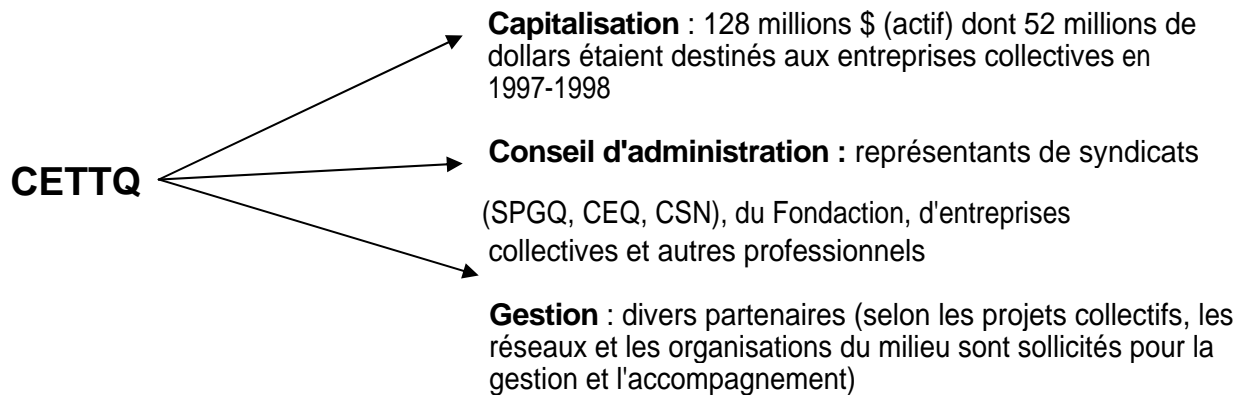 Capitalisation : 128 millions $ (actif) dont 52 millions de
dollars étaient destinés aux entreprises collectives en
1997-1998
CETTQ
Conseil d'administration : représentants de syndicats
(SPGQ, CEQ, CSN), du Fondaction, d'entreprises
collectives et autres professionnels
Gestion : divers partenaires (selon les projets collectifs, les
réseaux et les organisations du milieu sont sollicités pour la
gestion et l'accompagnement)